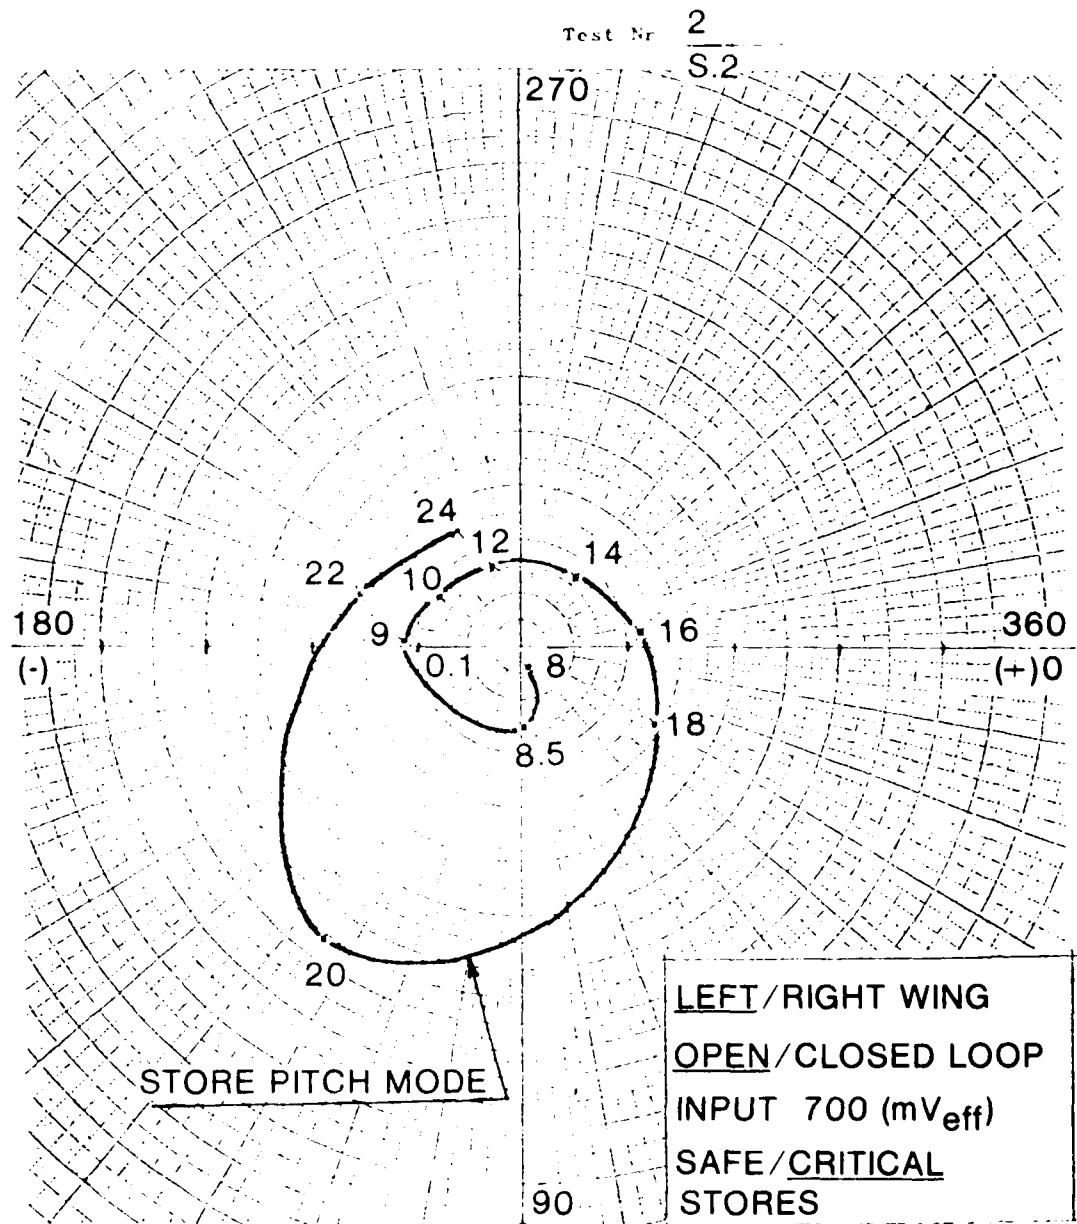 Test Nr 2
S.2
270
24
12
14
22
10
180
9
16
360
(-)
0.1
8
(+)0
18
8.5
20
STORE PITCH MODE
LEFT/RIGHT WING
OPEN/CLOSED LOOP
INPUT 700 (mVeff)
SAFE/CRITICAL
STORES
90